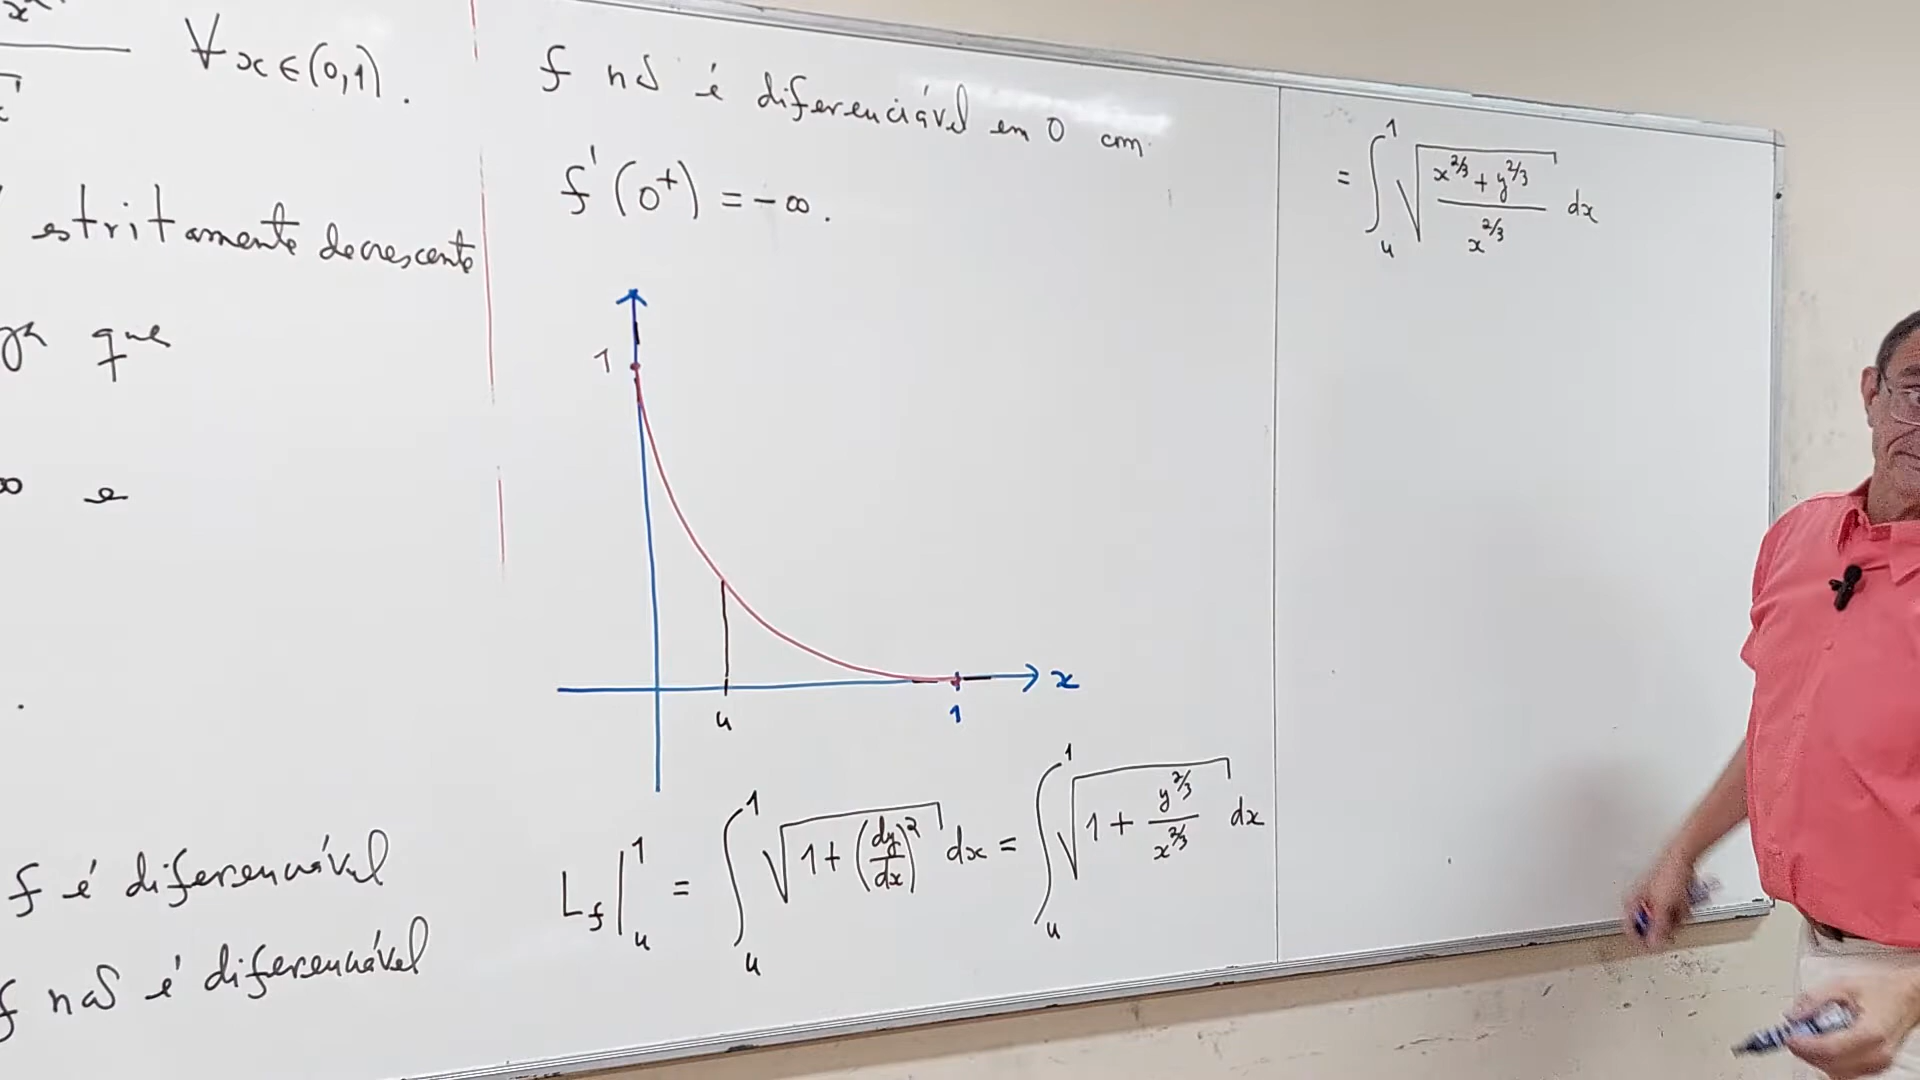 ∀x∈(0,1).
estritamente decrescente
que
∞ e
f é diferenciável
f não é diferenciável
f não é diferenciável em 0 com
f'(0⁺) = -∞.
1
x
u 1
L_f |_u^1 = ∫_u^1 √(1+(dy/dx)²) dx = ∫_u^1 √(1+ y^{2/3}/x^{2/3}) dx
= ∫_u^1 √((x^{2/3}+y^{2/3})/x^{2/3}) dx